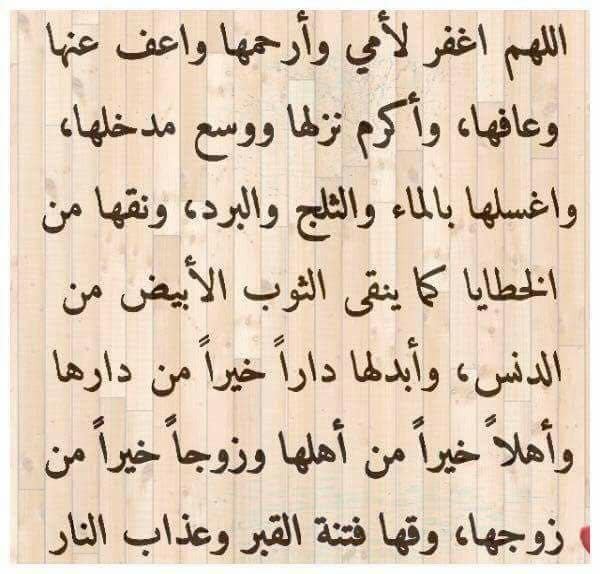 اللهم اغفر لأمي وأرحمها واعف عنها
وعافها، وأكرم نزلها ووسع مدخلها،
واغسلها بالماء والثلج والبرد، ونقها من
الخطايا كما ينقى الثوب الأبيض من
الدنس، وأبدلها داراً خيراً من دارها
وأهلاً خيراً من أهلها وزوجاً خيراً من
زوجها، وقها فتنة القبر وعذاب النار